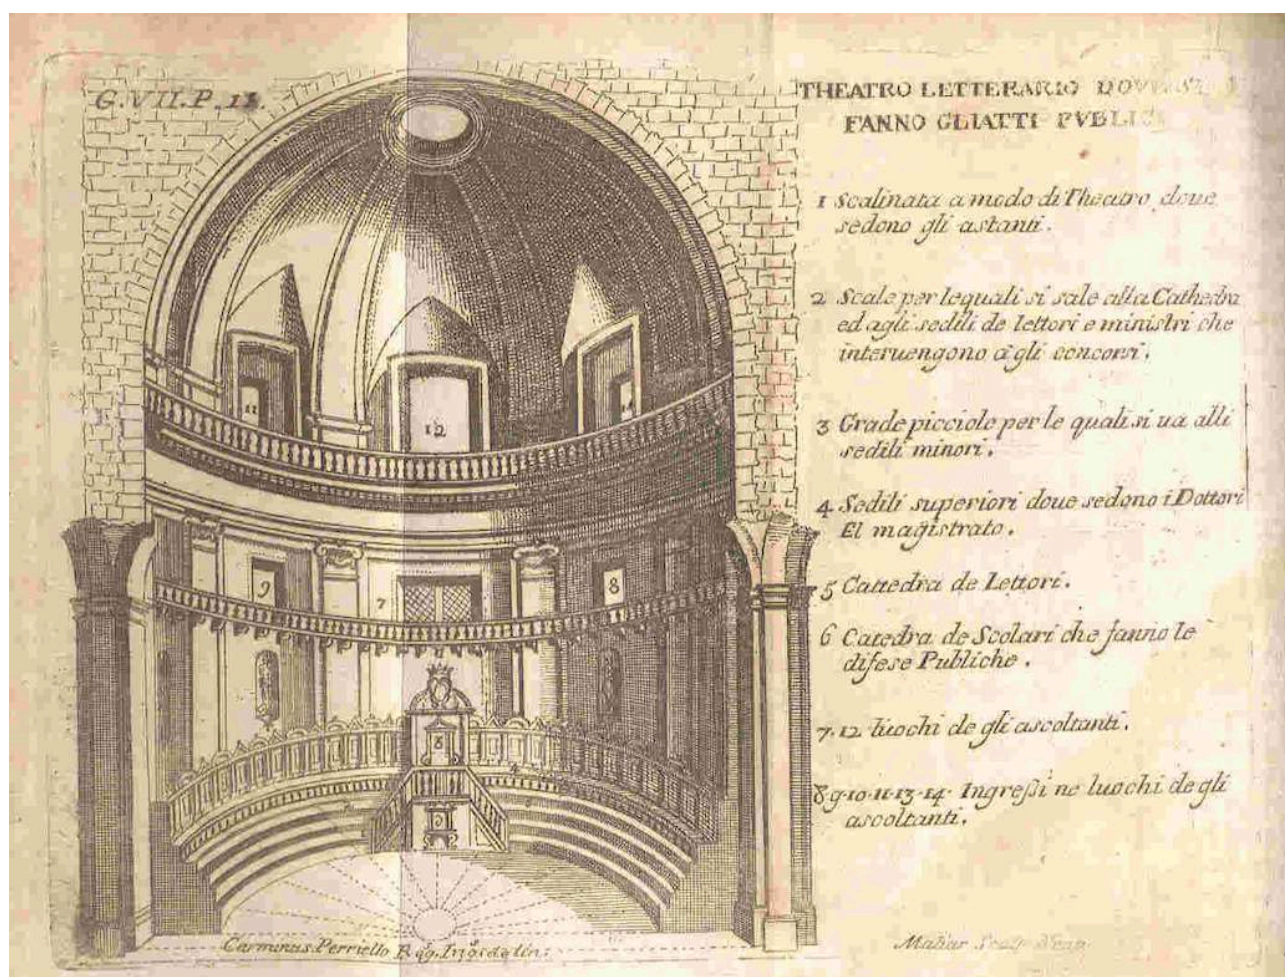 G. VII. P. 11.
THEATRO LETTERARIO
FANNO GLIATTI PVBLIC
1 Scalinata a modo di Theatro dove
sedono gli astanti.
2 Scale per lequali si sale alla Cathedra
ed agli sedili de lettori e ministri che
interuengono à gli concorsi.
3 Grade picciole per le quali si ua alli
sedili minori.
4 Sedili superiori doue sedono i Dottori
El magistrato.
5 Cattedra de Lettori.
6 Catedra de Scolari che fanno le
difese Publiche.
7·12 luochi de gli ascoltanti.
8 9·10·11·13·14· Ingreßi ne luochi de gli
ascoltanti.
11
12
9
7
8
4
Carminus Perriello Reg. Ing. delin.